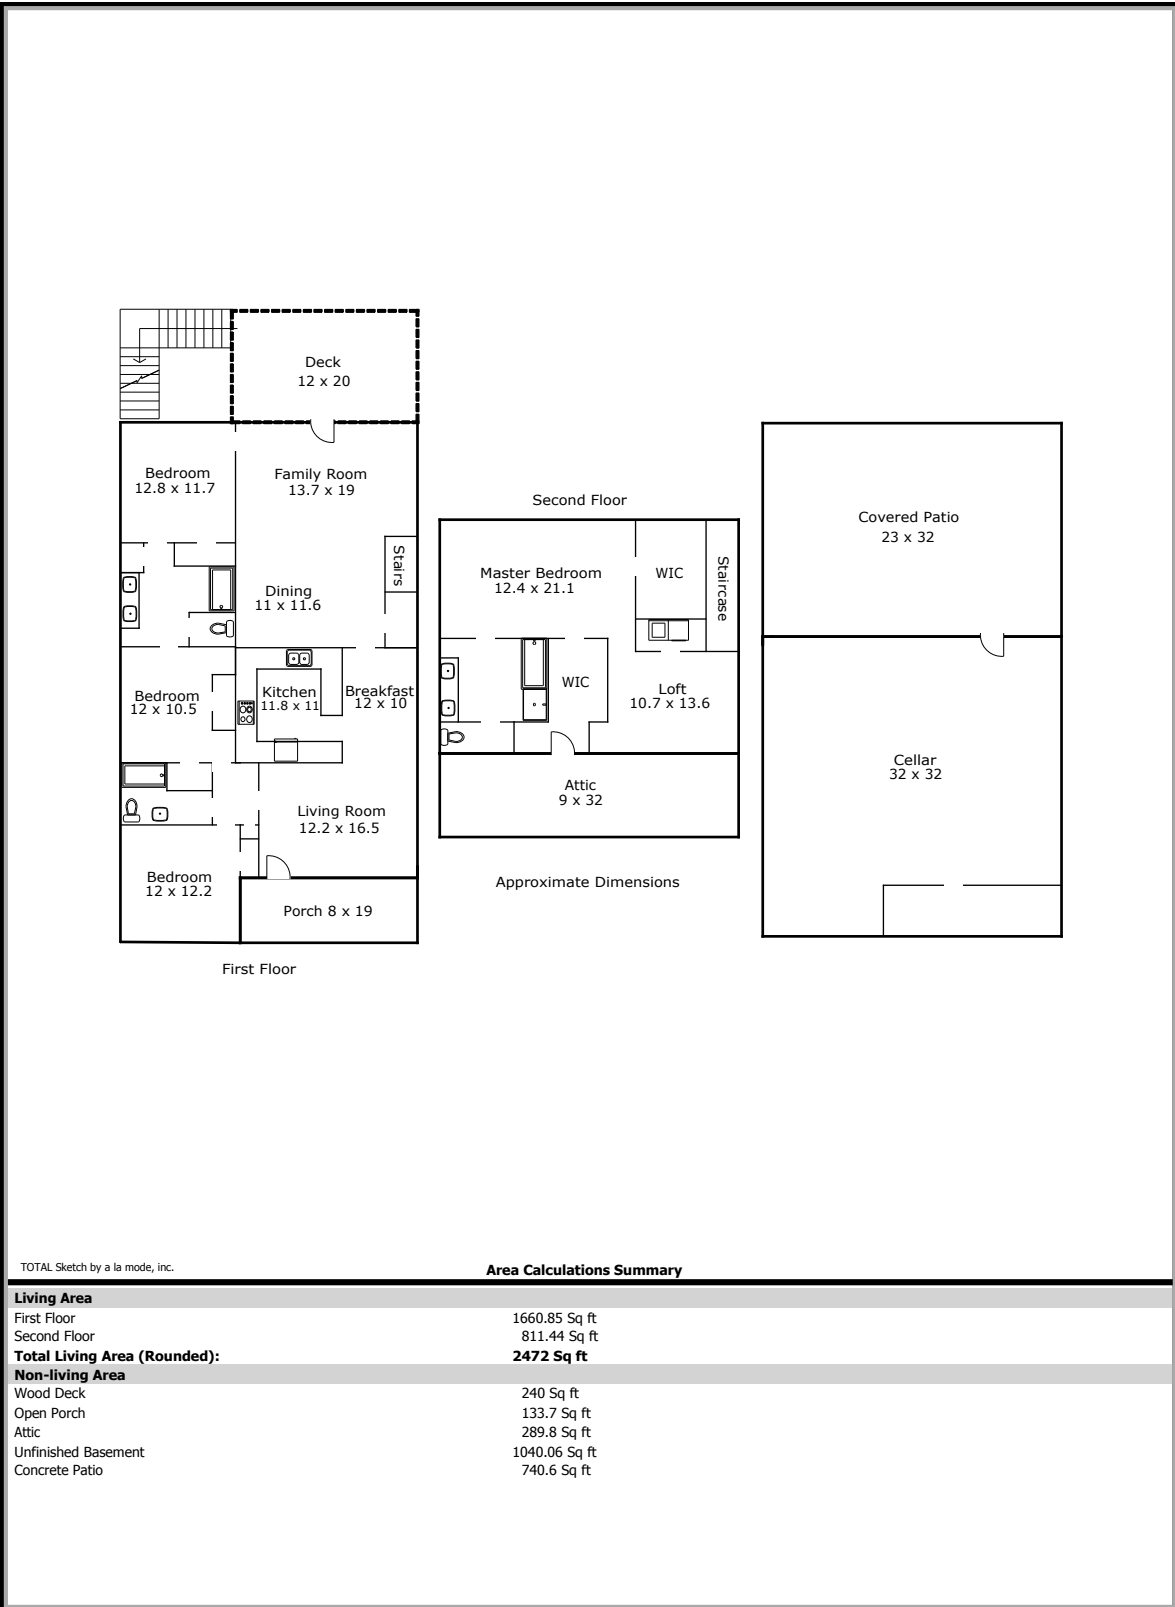 Deck
12 x 20
Bedroom
12.8 x 11.7
Family Room
13.7 x 19
Stairs
Dining
11 x 11.6
Bedroom
12 x 10.5
Kitchen
11.8 x 11
Breakfast
12 x 10
Living Room
12.2 x 16.5
Bedroom
12 x 12.2
Porch 8 x 19
First Floor
Second Floor
Master Bedroom
12.4 x 21.1
WIC
Staircase
WIC
Loft
10.7 x 13.6
Attic
9 x 32
Approximate Dimensions
Covered Patio
23 x 32
Cellar
32 x 32
TOTAL Sketch by a la mode, inc.
Area Calculations Summary
Living Area
First Floor 1660.85 Sq ft
Second Floor 811.44 Sq ft
Total Living Area (Rounded): 2472 Sq ft
Non-living Area
Wood Deck 240 Sq ft
Open Porch 133.7 Sq ft
Attic 289.8 Sq ft
Unfinished Basement 1040.06 Sq ft
Concrete Patio 740.6 Sq ft